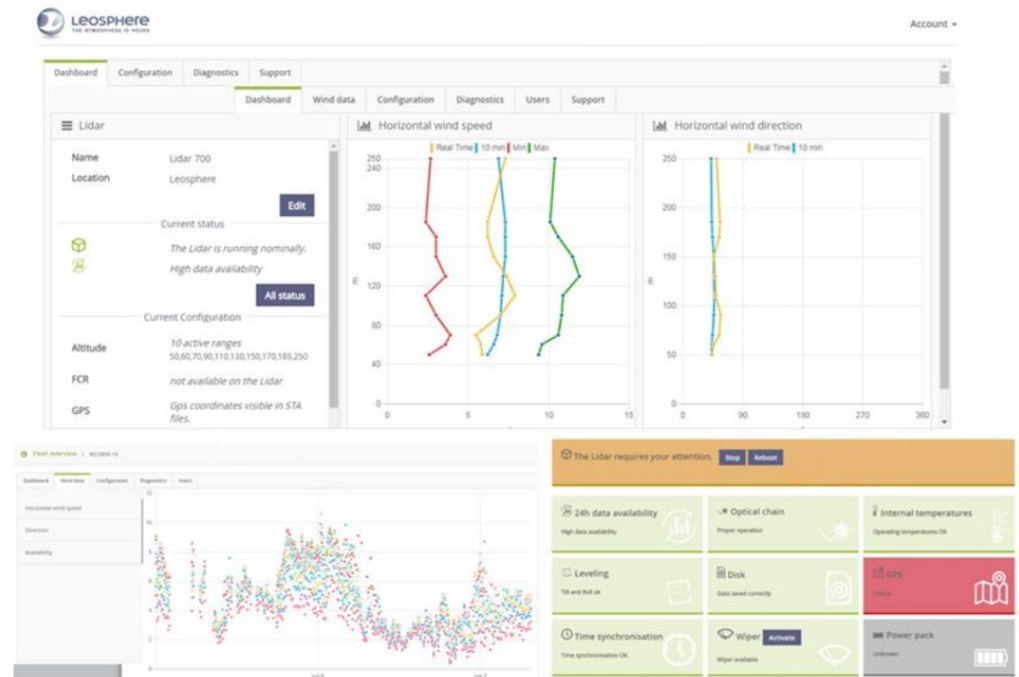 LEOSPHERE
THE ATMOSPHERE IS YOURS
Account
Dashboard Configuration Diagnostics Support
Dashboard Wind data Configuration Diagnostics Users Support
Lidar
Name Lidar 700
Location Leosphere
Edit
Current status
The Lidar is running nominally.
High data availability
All status
Current Configuration
Altitude 10 active ranges
50,60,70,90,110,130,150,170,185,250
FCR not available on the Lidar
GPS Gps coordinates visible in STA
files.
Horizontal wind speed
Real Time 10 min Min Max
250
240
200
160
m
120
80
40
0
0 5 10 15
Horizontal wind direction
Real Time 10 min
250
200
150
m
100
50
0
0 90 180 270 360
Fleet overview >
Dashboard Wind data Configuration Diagnostics Users
Horizontal wind speed
Direction
Availability
12
10
8
6
4
2
0
The Lidar requires your attention. Stop Reboot
24h data availability
High data availability
Optical chain
Proper operation
Internal temperatures
Operating temperatures OK
Leveling
Tilt and Roll ok
Disk
Data saved correctly
GPS
Time synchronisation
Time synchronisation OK
Wiper Activate
Wiper available
Power pack
Unknown